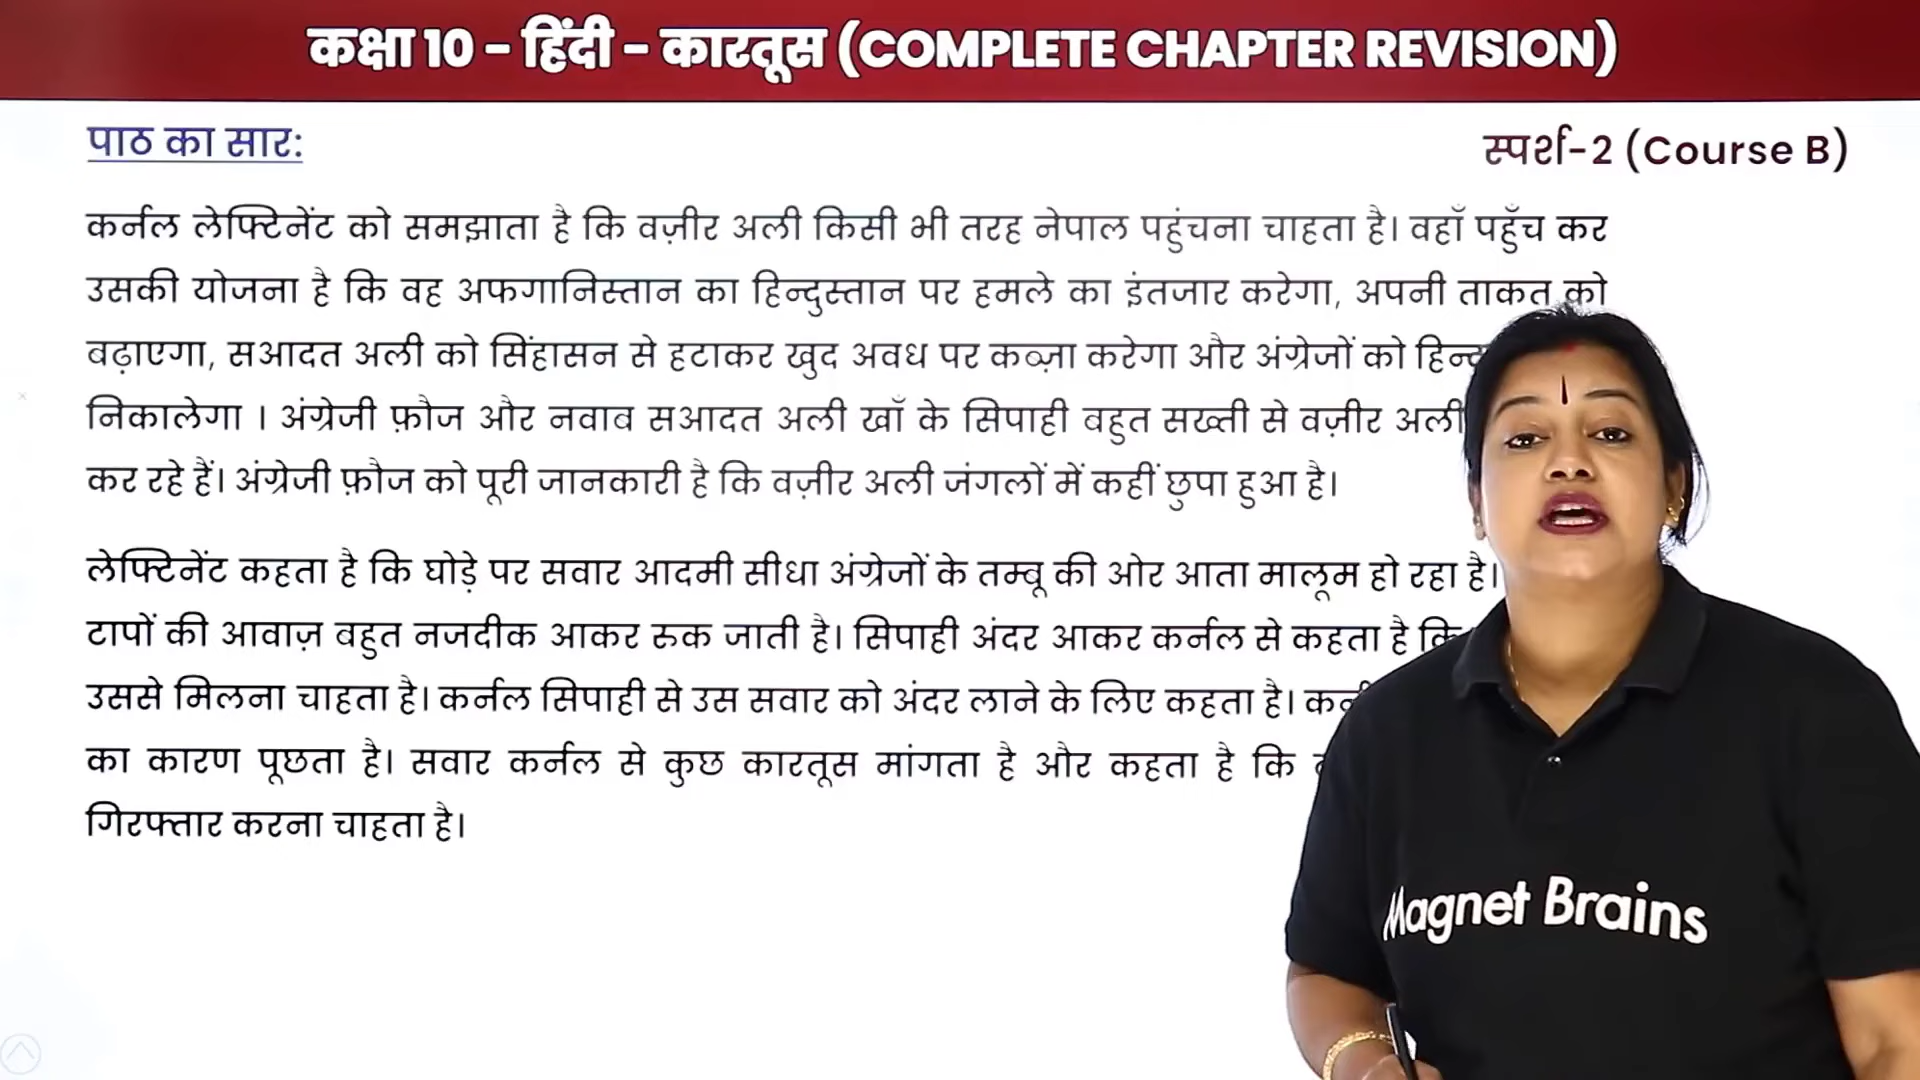 कक्षा 10 - हिंदी - कारतूस (COMPLETE CHAPTER REVISION)
पाठ का सार:
स्पर्श-2 (Course B)
कर्नल लेफ्टिनेंट को समझाता है कि वज़ीर अली किसी भी तरह नेपाल पहुंचना चाहता है। वहाँ पहुँच कर
उसकी योजना है कि वह अफगानिस्तान का हिन्दुस्तान पर हमले का इंतजार करेगा, अपनी ताकत को
बढ़ाएगा, सआदत अली को सिंहासन से हटाकर खुद अवध पर कब्ज़ा करेगा और अंग्रेजों को
निकालेगा । अंग्रेजी फ़ौज और नवाब सआदत अली खाँ के सिपाही बहुत सख्ती से वज़ीर अली
कर रहे हैं। अंग्रेजी फ़ौज को पूरी जानकारी है कि वज़ीर अली जंगलों में कहीं छुपा हुआ है।
लेफ्टिनेंट कहता है कि घोड़े पर सवार आदमी सीधा अंग्रेजों के तम्बू की ओर आता मालूम हो रहा है।
टापों की आवाज़ बहुत नजदीक आकर रुक जाती है। सिपाही अंदर आकर कर्नल से कहता है कि
उससे मिलना चाहता है। कर्नल सिपाही से उस सवार को अंदर लाने के लिए कहता है।
का कारण पूछता है। सवार कर्नल से कुछ कारतूस मांगता है और कहता है कि
गिरफ्तार करना चाहता है।
Magnet Brains